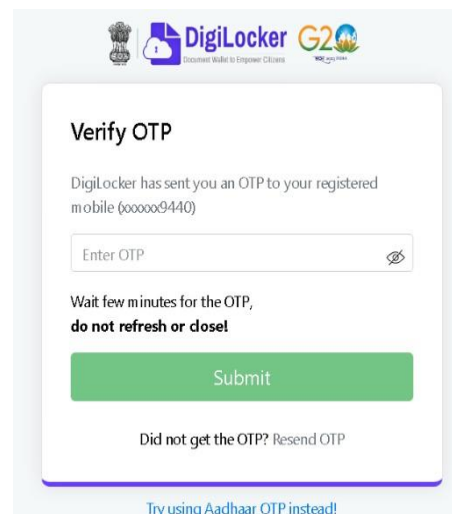 DigiLocker
Document Wallet to Empower Citizens
G20
Verify OTP
DigiLocker has sent you an OTP to your registered
mobile (xxxxxx9440)
Enter OTP
Wait few minutes for the OTP,
do not refresh or close!
Submit
Did not get the OTP? Resend OTP
Try using Aadhaar OTP instead!